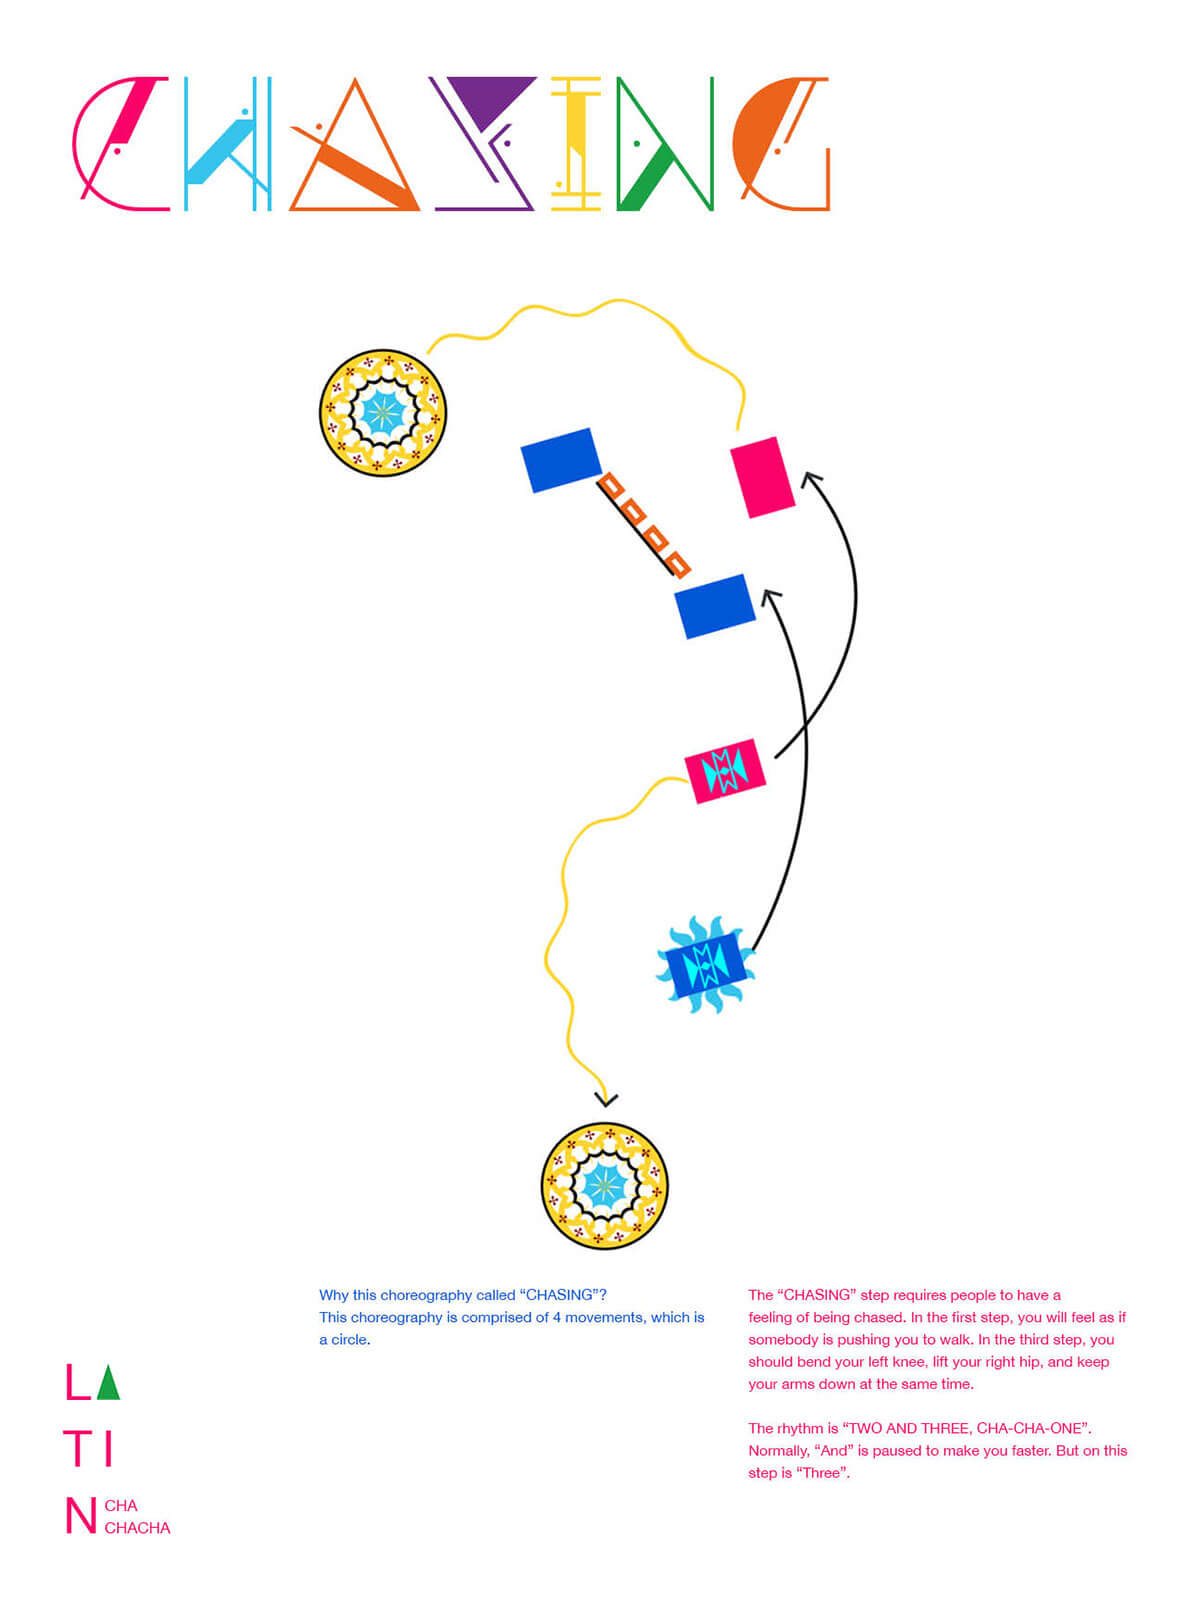 CHASING
Why this choreography called “CHASING”?
This choreography is comprised of 4 movements, which is
a circle.
The “CHASING” step requires people to have a
feeling of being chased. In the first step, you will feel as if
somebody is pushing you to walk. In the third step, you
should bend your left knee, lift your right hip, and keep
your arms down at the same time.
The rhythm is “TWO AND THREE, CHA-CHA-ONE”.
Normally, “And” is paused to make you faster. But on this
step is “Three”.
LA
TI
N
CHA
CHACHA